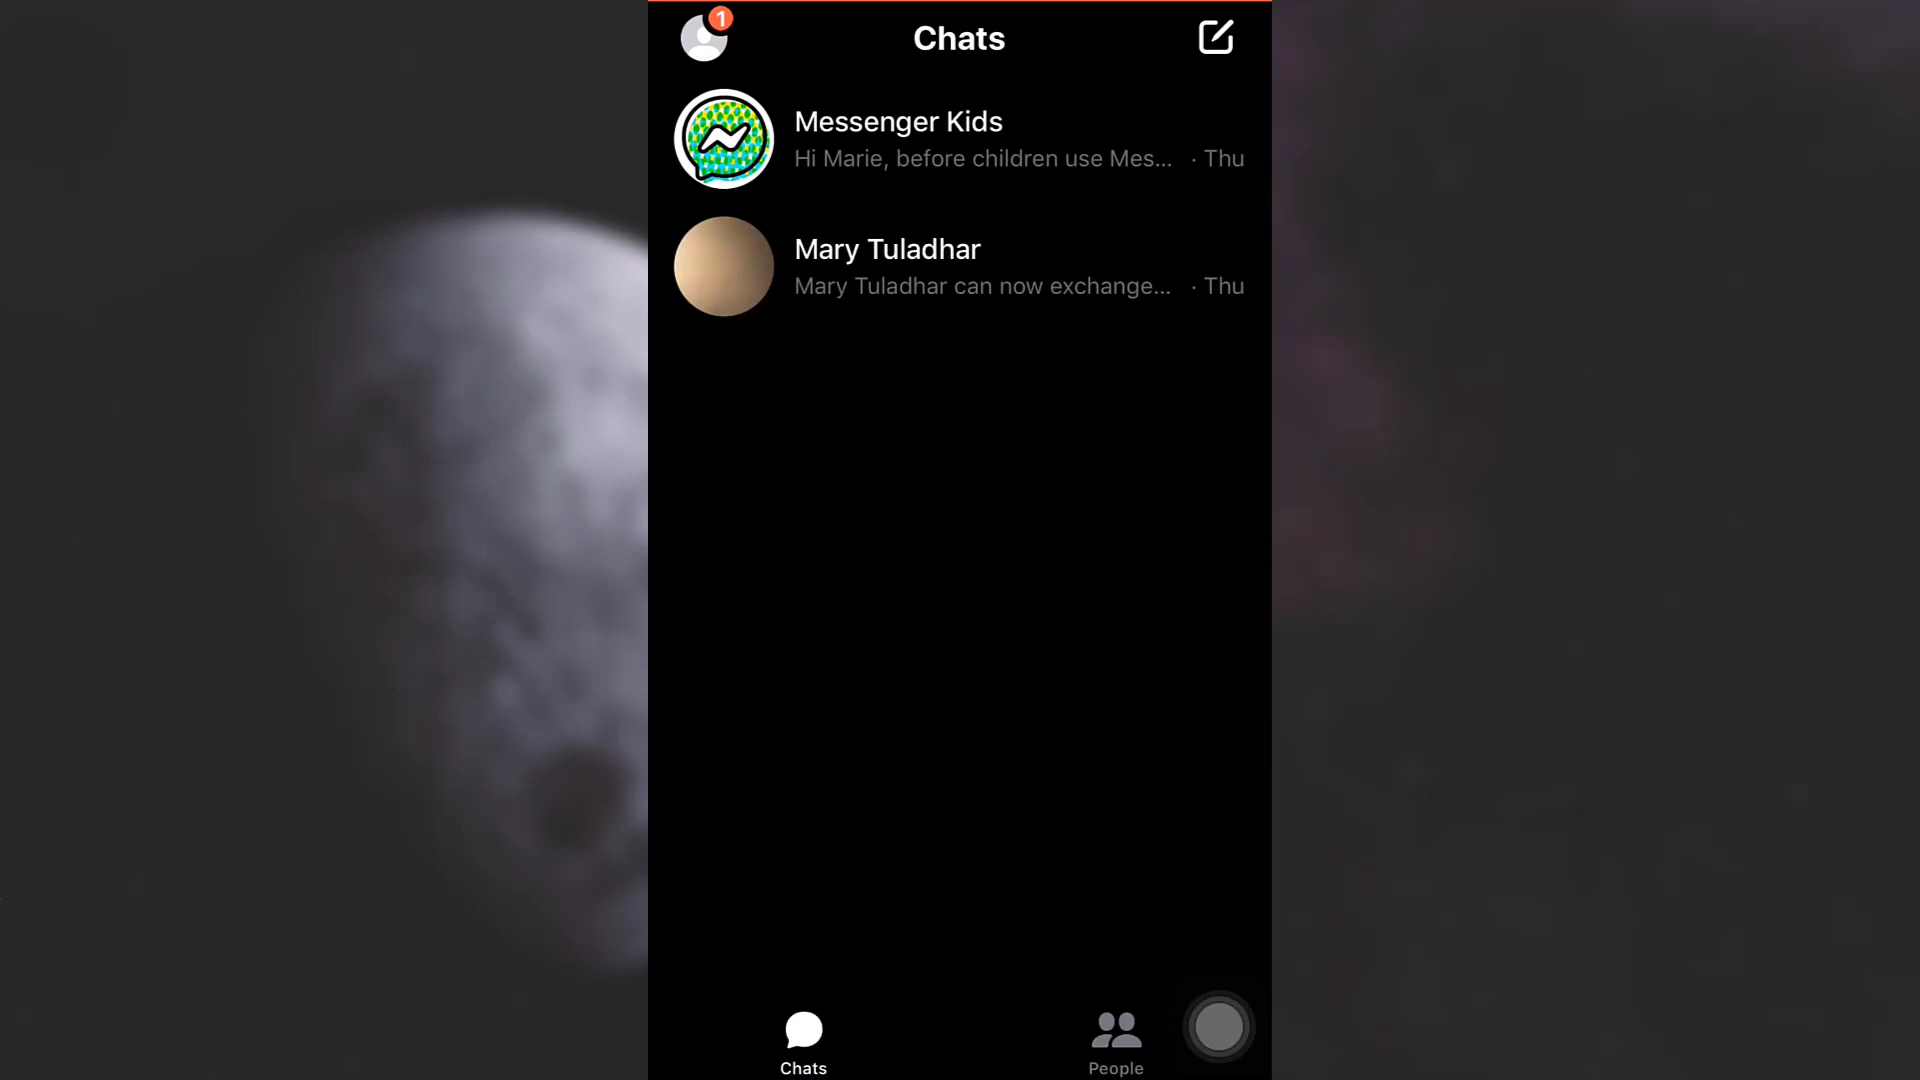 1
Chats
Messenger Kids
Hi Marie, before children use Mes... · Thu
Mary Tuladhar
Mary Tuladhar can now exchange... · Thu
Chats
People